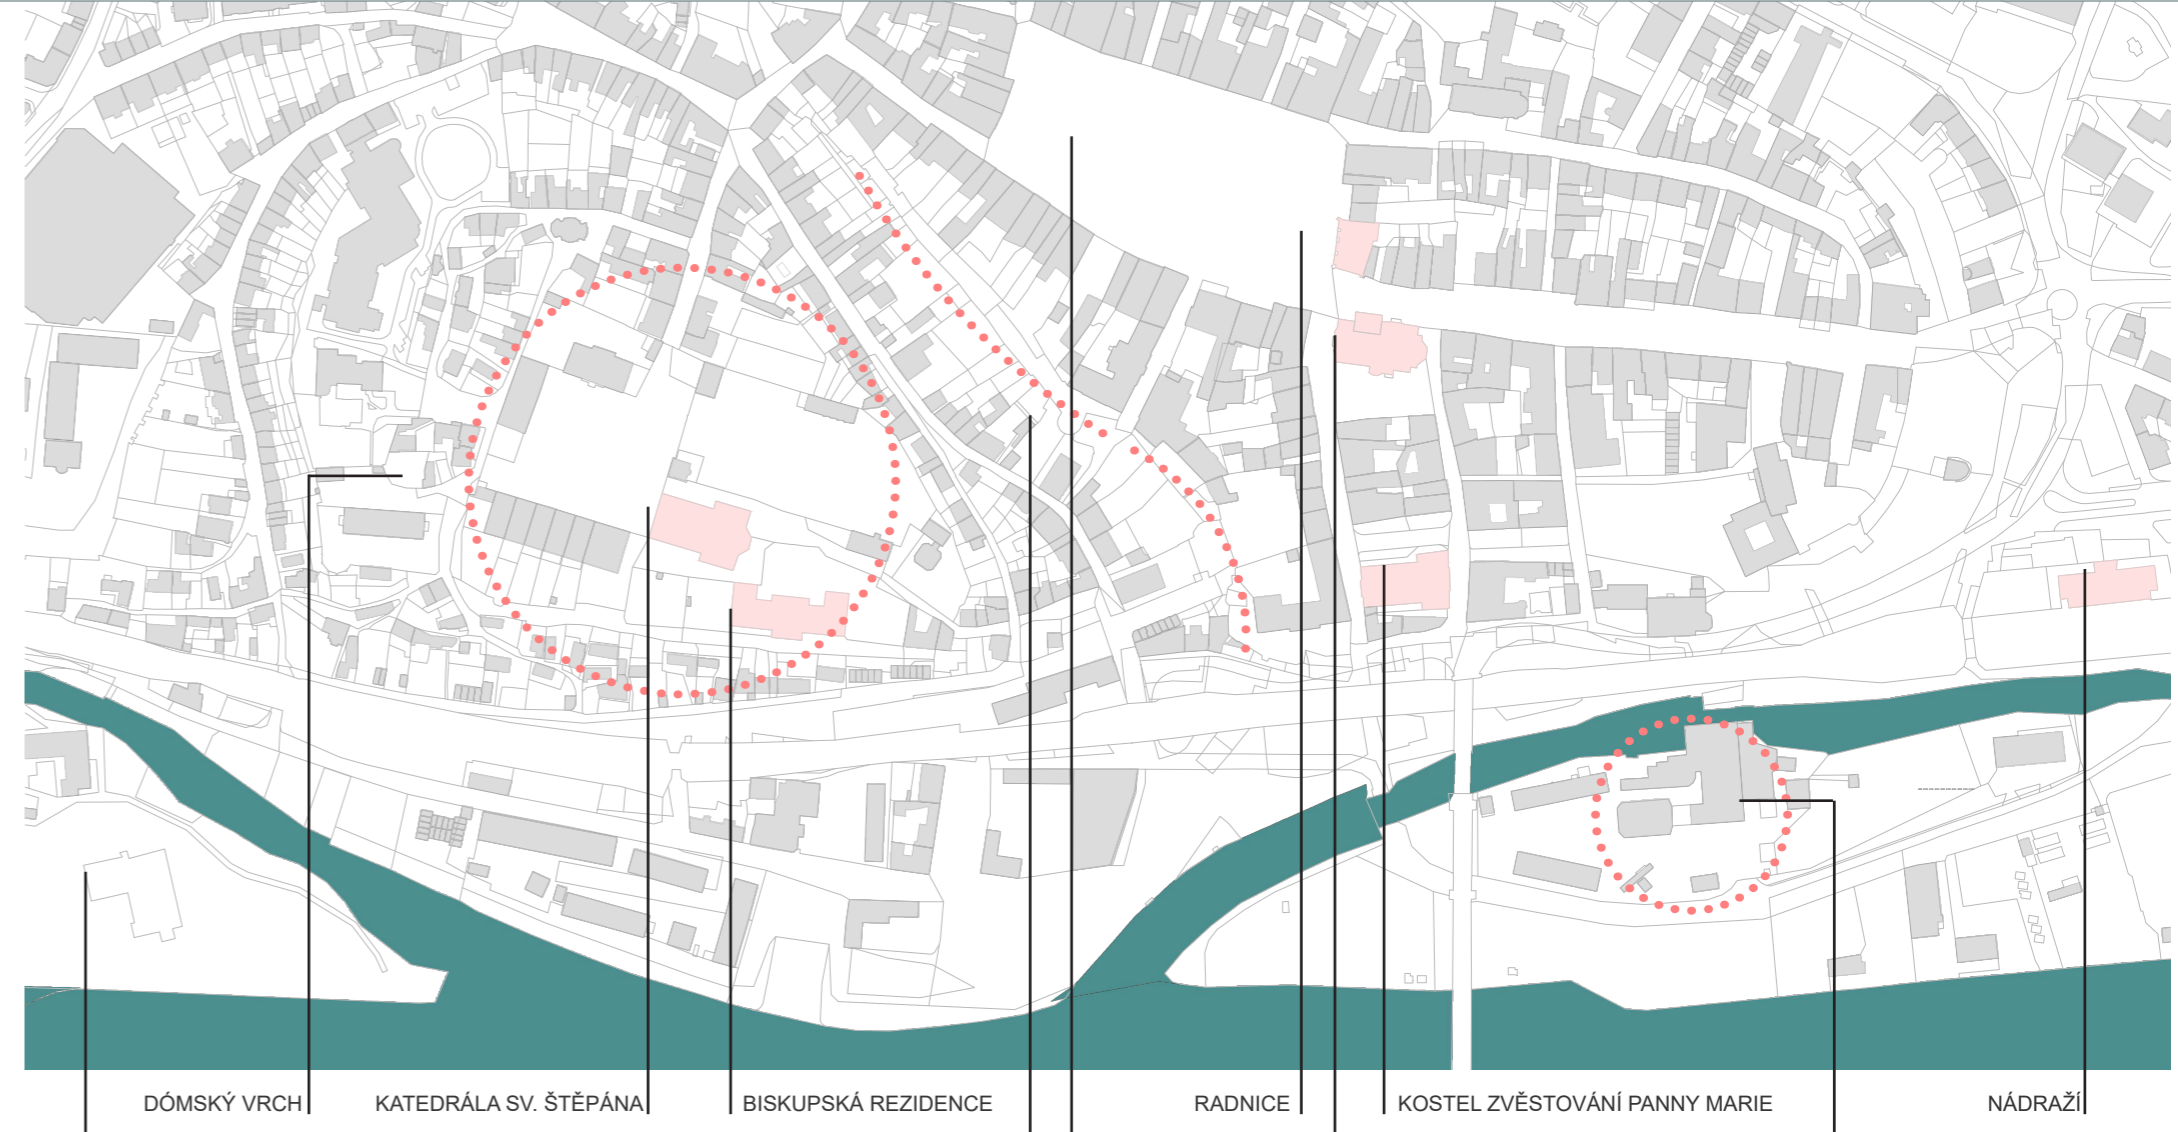 DÓMSKÝ VRCH
KATEDRÁLA SV. ŠTĚPÁNA
BISKUPSKÁ REZIDENCE
RADNICE
KOSTEL ZVĚSTOVÁNÍ PANNY MARIE
NÁDRAŽÍ